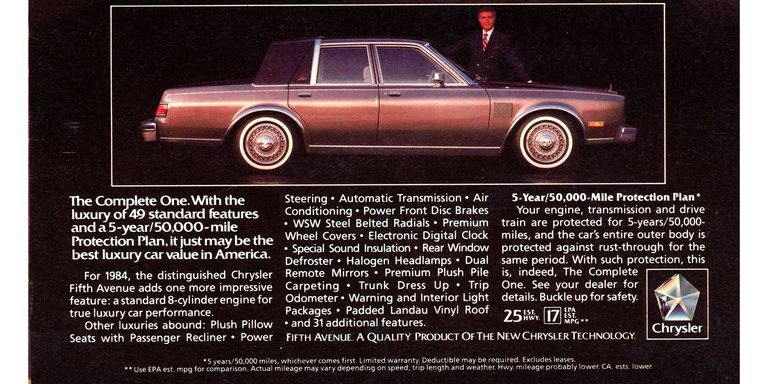 The Complete One. With the
luxury of 49 standard features
and a 5-year/50,000-mile
Protection Plan, it just may be the
best luxury car value in America.
For 1984, the distinguished Chrysler
Fifth Avenue adds one more impressive
feature: a standard 8-cylinder engine for
true luxury car performance.
Other luxuries abound: Plush Pillow
Seats with Passenger Recliner • Power
Steering • Automatic Transmission • Air
Conditioning • Power Front Disc Brakes
• WSW Steel Belted Radials • Premium
Wheel Covers • Electronic Digital Clock
• Special Sound Insulation • Rear Window
Defroster • Halogen Headlamps • Dual
Remote Mirrors • Premium Plush Pile
Carpeting • Trunk Dress Up • Trip
Odometer • Warning and Interior Light
Packages • Padded Landau Vinyl Roof
• and 31 additional features.
5-Year/50,000-Mile Protection Plan*
Your engine, transmission and drive
train are protected for 5-years/50,000-
miles, and the car's entire outer body is
protected against rust-through for the
same period. With such protection, this
is, indeed, The Complete
One. See your dealer for
details. Buckle up for safety.
25 EST. HWY. 17 EPA EST. MPG**
Chrysler
FIFTH AVENUE. A QUALITY PRODUCT OF THE NEW CHRYSLER TECHNOLOGY.
*5 years/50,000 miles, whichever comes first. Limited warranty. Deductible may be required. Excludes leases.
**Use EPA est. mpg for comparison. Actual mileage may vary depending on speed, trip length and weather. Hwy. mileage probably lower. CA. ests. lower.